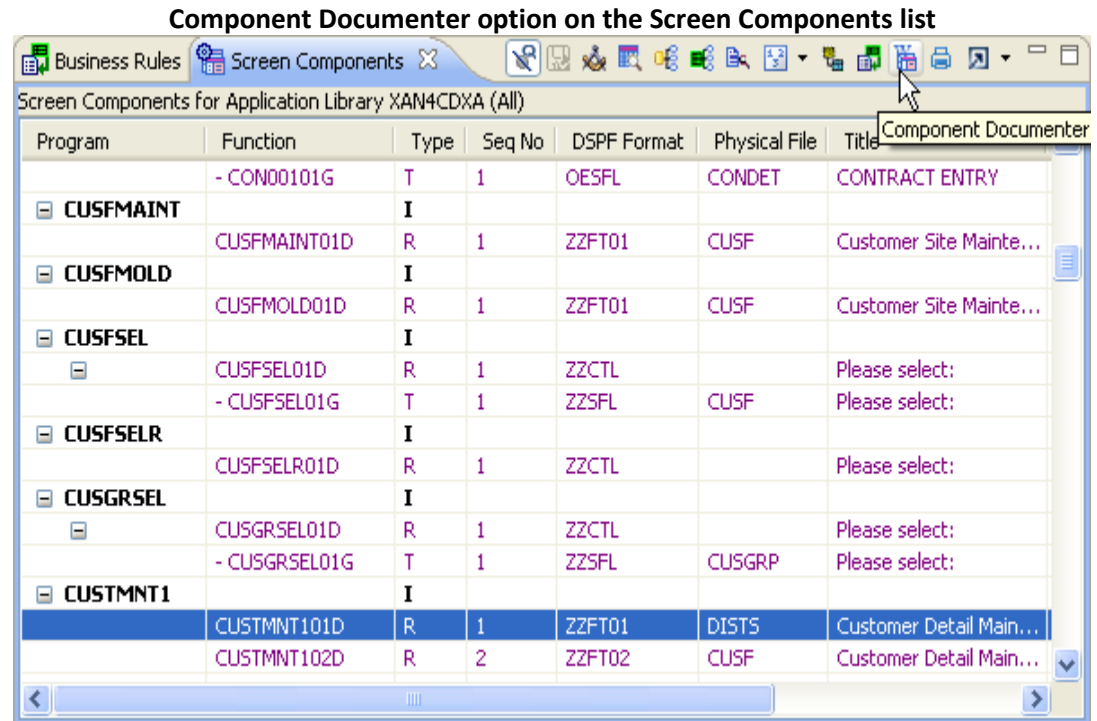 Component Documenter option on the Screen Components list
Business Rules Screen Components
Screen Components for Application Library XAN4CDXA (All)
Component Documenter
Program Function Type Seq No DSPF Format Physical File Title
- CON00101G T 1 OESFL CONDET CONTRACT ENTRY
CUSFMAINT I
CUSFMAINT01D R 1 ZZFT01 CUSF Customer Site Mainte...
CUSFMOLD I
CUSFMOLD01D R 1 ZZFT01 CUSF Customer Site Mainte...
CUSFSEL I
CUSFSEL01D R 1 ZZCTL Please select:
- CUSFSEL01G T 1 ZZSFL CUSF Please select:
CUSFSELR I
CUSFSELR01D R 1 ZZCTL Please select:
CUSGRSEL I
CUSGRSEL01D R 1 ZZCTL Please select:
- CUSGRSEL01G T 1 ZZSFL CUSGRP Please select:
CUSTMNT1 I
CUSTMNT101D R 1 ZZFT01 DISTS Customer Detail Main...
CUSTMNT102D R 2 ZZFT02 CUSF Customer Detail Main...